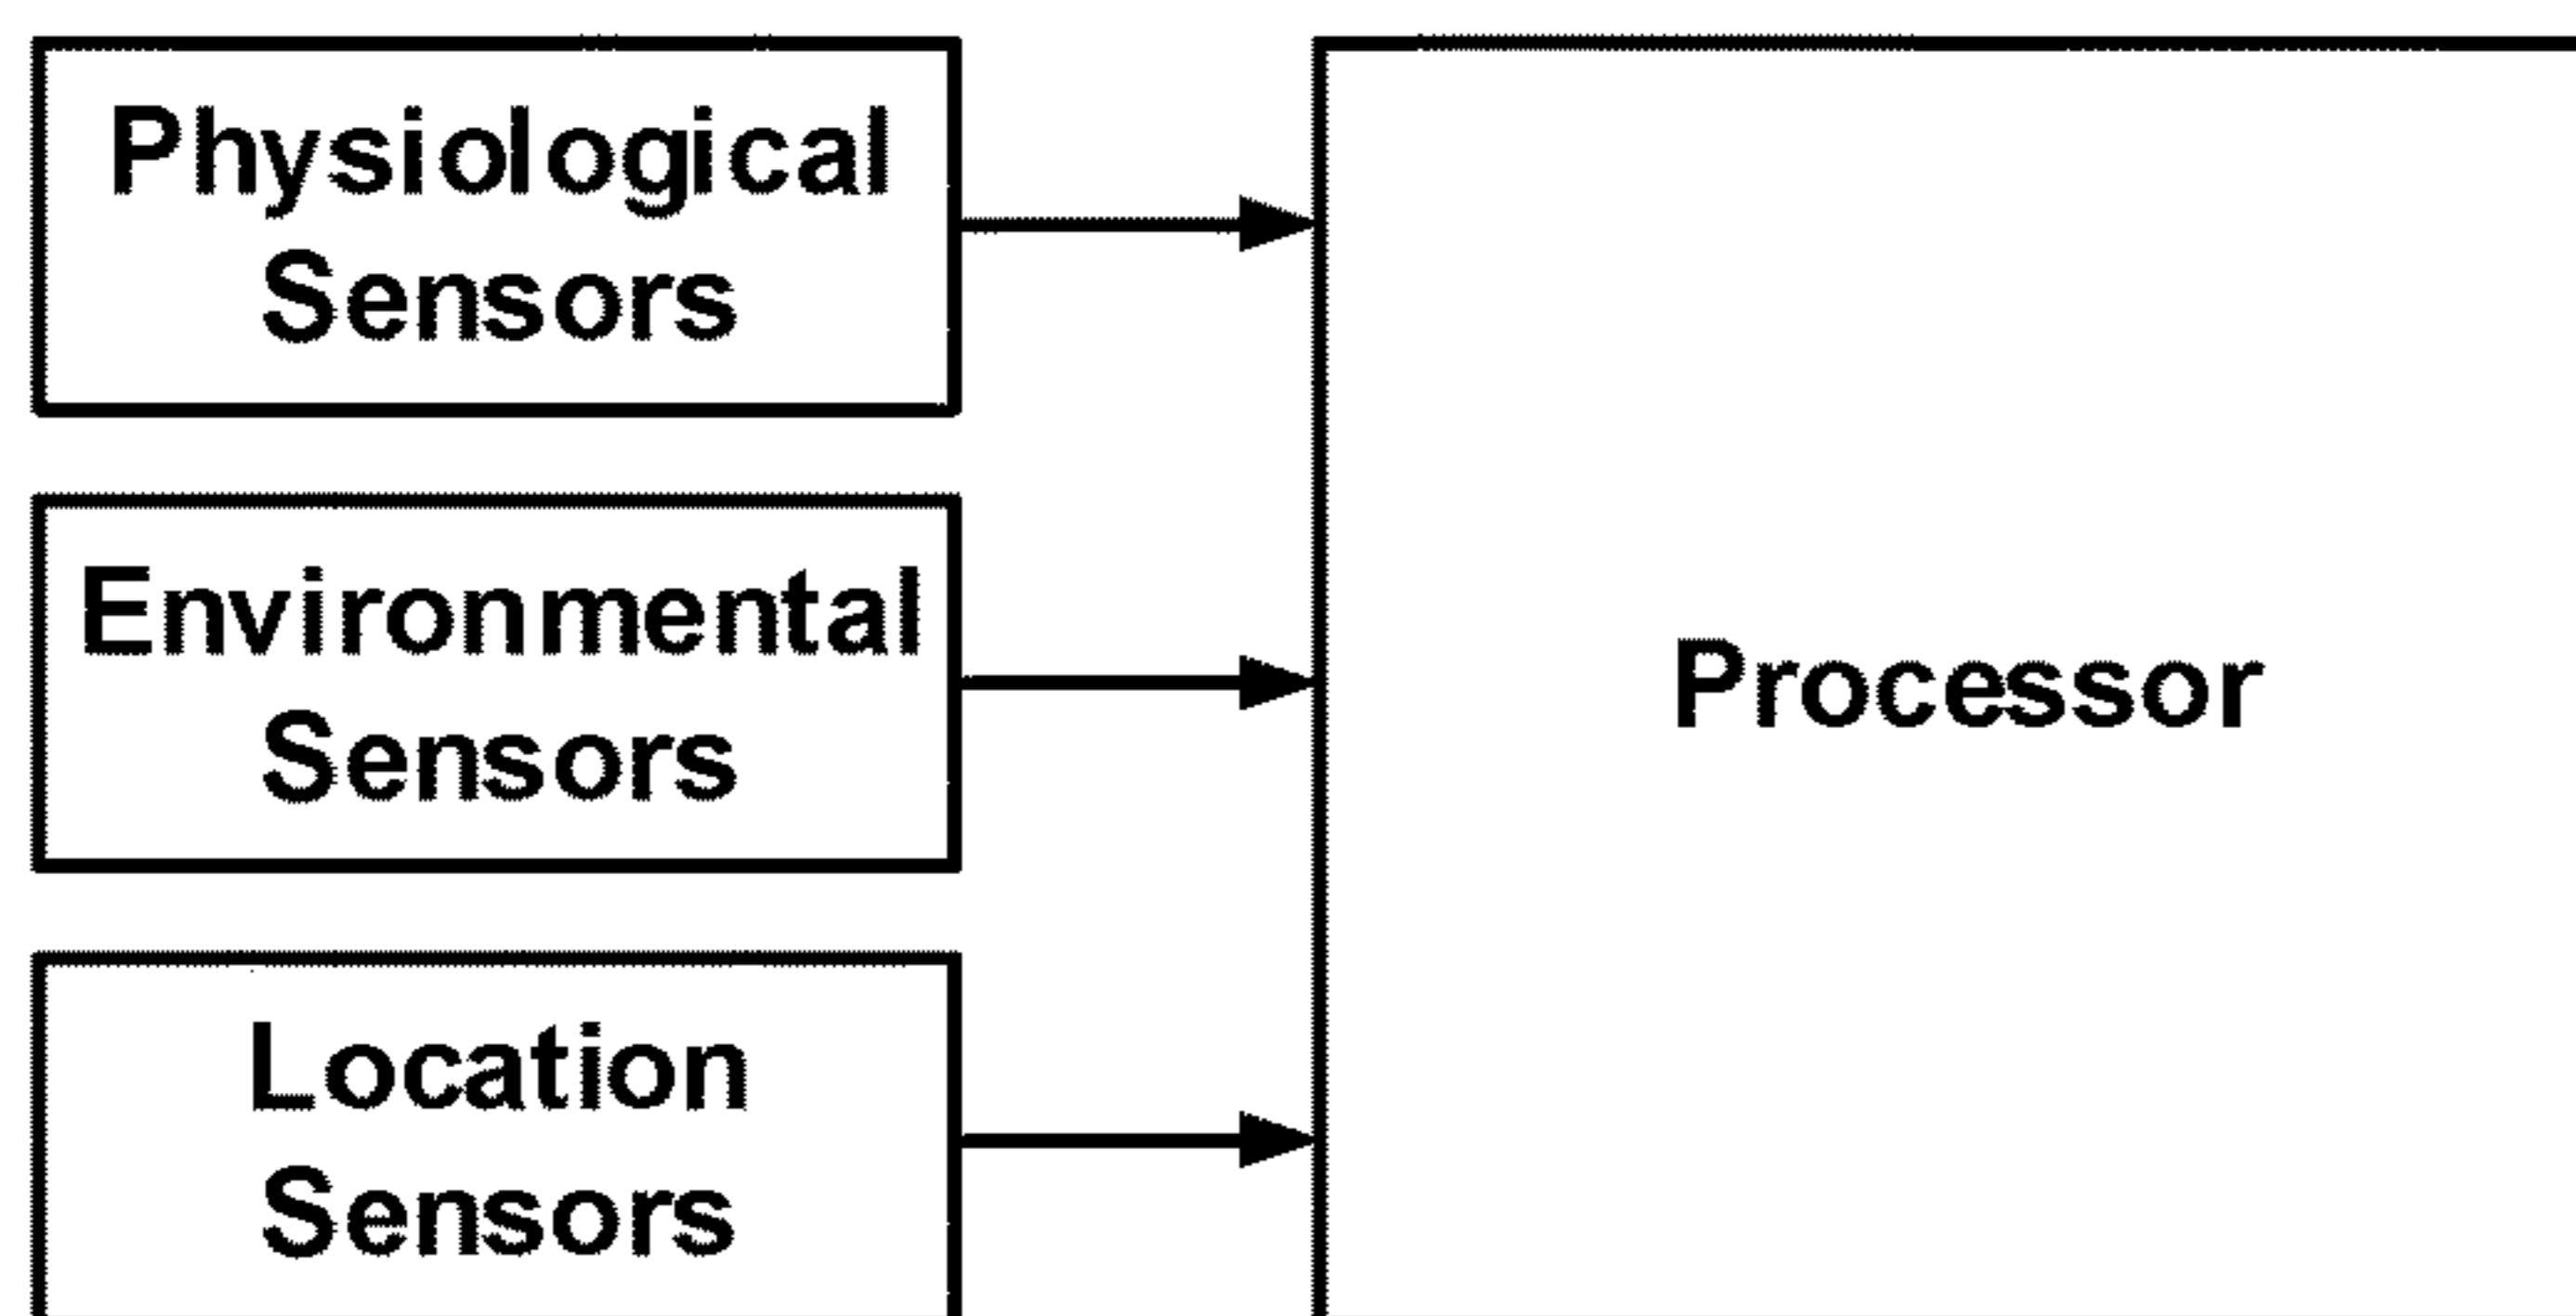 Physiological
Sensors
Environmental
Sensors
Processor
Location
Sensors